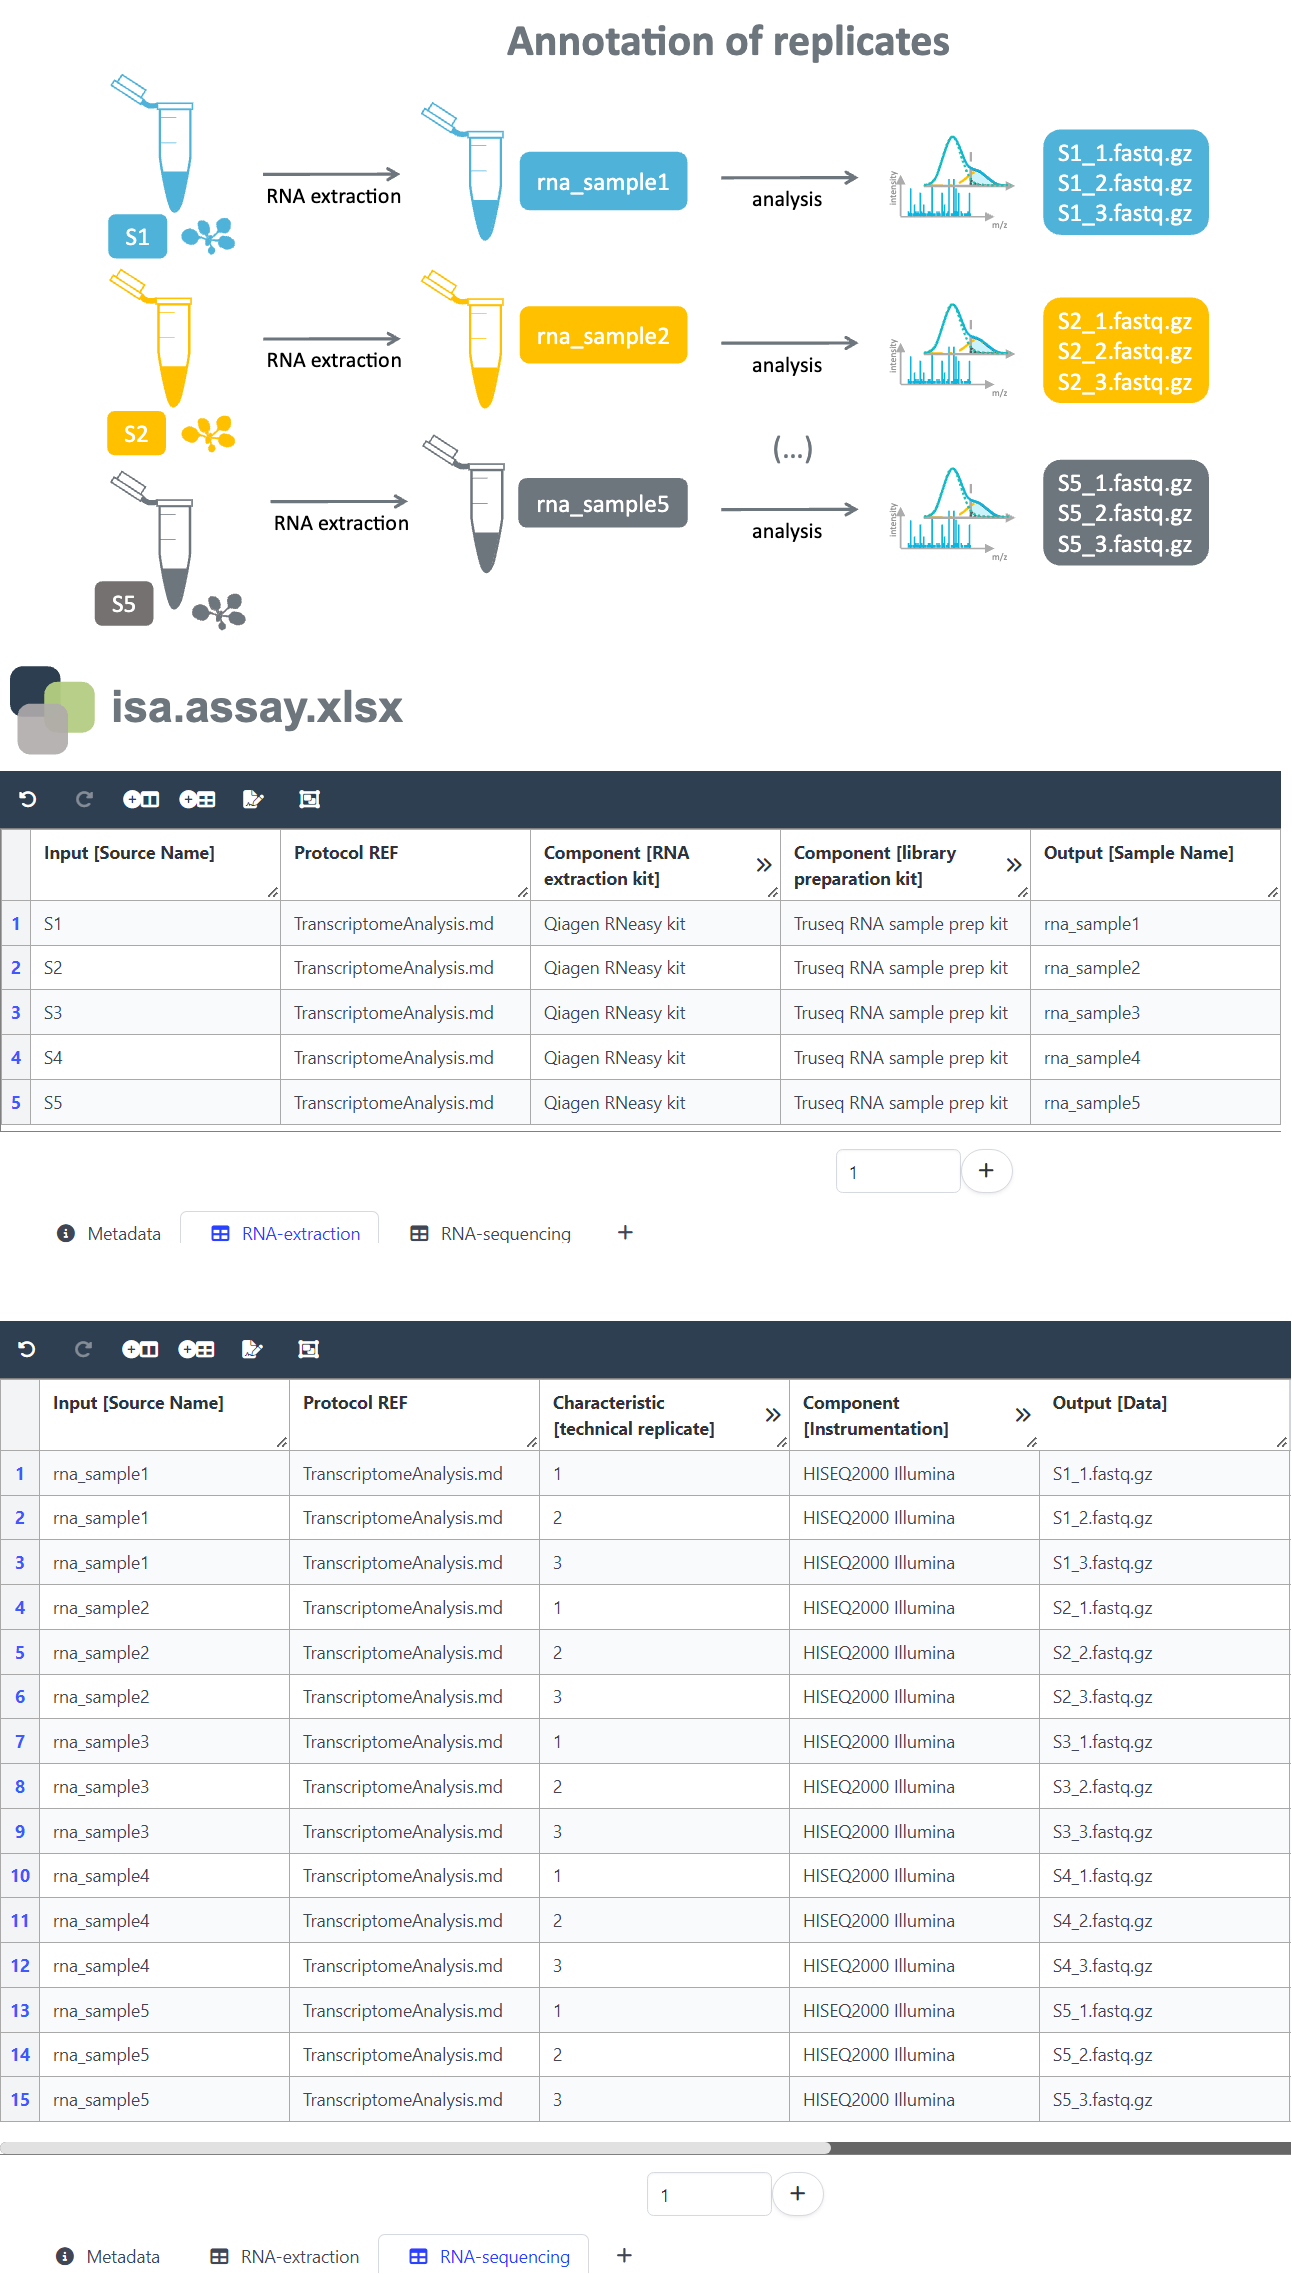 Annotation of replicates
RNA extraction
rna_sample1
analysis
intensity
m/z
S1_1.fastq.gz
S1_2.fastq.gz
S1_3.fastq.gz
S1
RNA extraction
rna_sample2
analysis
intensity
m/z
S2_1.fastq.gz
S2_2.fastq.gz
S2_3.fastq.gz
S2
(...)
RNA extraction
rna_sample5
analysis
intensity
m/z
S5_1.fastq.gz
S5_2.fastq.gz
S5_3.fastq.gz
S5
isa.assay.xlsx
Input [Source Name] Protocol REF Component [RNA extraction kit] Component [library preparation kit] Output [Sample Name]
1 S1 TranscriptomeAnalysis.md Qiagen RNeasy kit Truseq RNA sample prep kit rna_sample1
2 S2 TranscriptomeAnalysis.md Qiagen RNeasy kit Truseq RNA sample prep kit rna_sample2
3 S3 TranscriptomeAnalysis.md Qiagen RNeasy kit Truseq RNA sample prep kit rna_sample3
4 S4 TranscriptomeAnalysis.md Qiagen RNeasy kit Truseq RNA sample prep kit rna_sample4
5 S5 TranscriptomeAnalysis.md Qiagen RNeasy kit Truseq RNA sample prep kit rna_sample5
1 +
Metadata RNA-extraction RNA-sequencing +
Input [Source Name] Protocol REF Characteristic [technical replicate] Component [Instrumentation] Output [Data]
1 rna_sample1 TranscriptomeAnalysis.md 1 HISEQ2000 Illumina S1_1.fastq.gz
2 rna_sample1 TranscriptomeAnalysis.md 2 HISEQ2000 Illumina S1_2.fastq.gz
3 rna_sample1 TranscriptomeAnalysis.md 3 HISEQ2000 Illumina S1_3.fastq.gz
4 rna_sample2 TranscriptomeAnalysis.md 1 HISEQ2000 Illumina S2_1.fastq.gz
5 rna_sample2 TranscriptomeAnalysis.md 2 HISEQ2000 Illumina S2_2.fastq.gz
6 rna_sample2 TranscriptomeAnalysis.md 3 HISEQ2000 Illumina S2_3.fastq.gz
7 rna_sample3 TranscriptomeAnalysis.md 1 HISEQ2000 Illumina S3_1.fastq.gz
8 rna_sample3 TranscriptomeAnalysis.md 2 HISEQ2000 Illumina S3_2.fastq.gz
9 rna_sample3 TranscriptomeAnalysis.md 3 HISEQ2000 Illumina S3_3.fastq.gz
10 rna_sample4 TranscriptomeAnalysis.md 1 HISEQ2000 Illumina S4_1.fastq.gz
11 rna_sample4 TranscriptomeAnalysis.md 2 HISEQ2000 Illumina S4_2.fastq.gz
12 rna_sample4 TranscriptomeAnalysis.md 3 HISEQ2000 Illumina S4_3.fastq.gz
13 rna_sample5 TranscriptomeAnalysis.md 1 HISEQ2000 Illumina S5_1.fastq.gz
14 rna_sample5 TranscriptomeAnalysis.md 2 HISEQ2000 Illumina S5_2.fastq.gz
15 rna_sample5 TranscriptomeAnalysis.md 3 HISEQ2000 Illumina S5_3.fastq.gz
1 +
Metadata RNA-extraction RNA-sequencing +